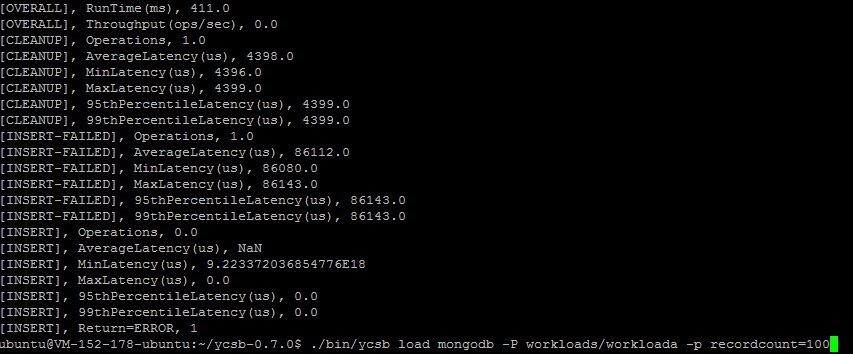 [OVERALL], RunTime(ms), 411.0
[OVERALL], Throughput(ops/sec), 0.0
[CLEANUP], Operations, 1.0
[CLEANUP], AverageLatency(us), 4398.0
[CLEANUP], MinLatency(us), 4396.0
[CLEANUP], MaxLatency(us), 4399.0
[CLEANUP], 95thPercentileLatency(us), 4399.0
[CLEANUP], 99thPercentileLatency(us), 4399.0
[INSERT-FAILED], Operations, 1.0
[INSERT-FAILED], AverageLatency(us), 86112.0
[INSERT-FAILED], MinLatency(us), 86080.0
[INSERT-FAILED], MaxLatency(us), 86143.0
[INSERT-FAILED], 95thPercentileLatency(us), 86143.0
[INSERT-FAILED], 99thPercentileLatency(us), 86143.0
[INSERT], Operations, 0.0
[INSERT], AverageLatency(us), NaN
[INSERT], MinLatency(us), 9.223372036854776E18
[INSERT], MaxLatency(us), 0.0
[INSERT], 95thPercentileLatency(us), 0.0
[INSERT], 99thPercentileLatency(us), 0.0
[INSERT], Return=ERROR, 1
ubuntu@VM-152-178-ubuntu:~/ycsb-0.7.0$ ./bin/ycsb load mongodb -P workloads/workloada -p recordcount=100